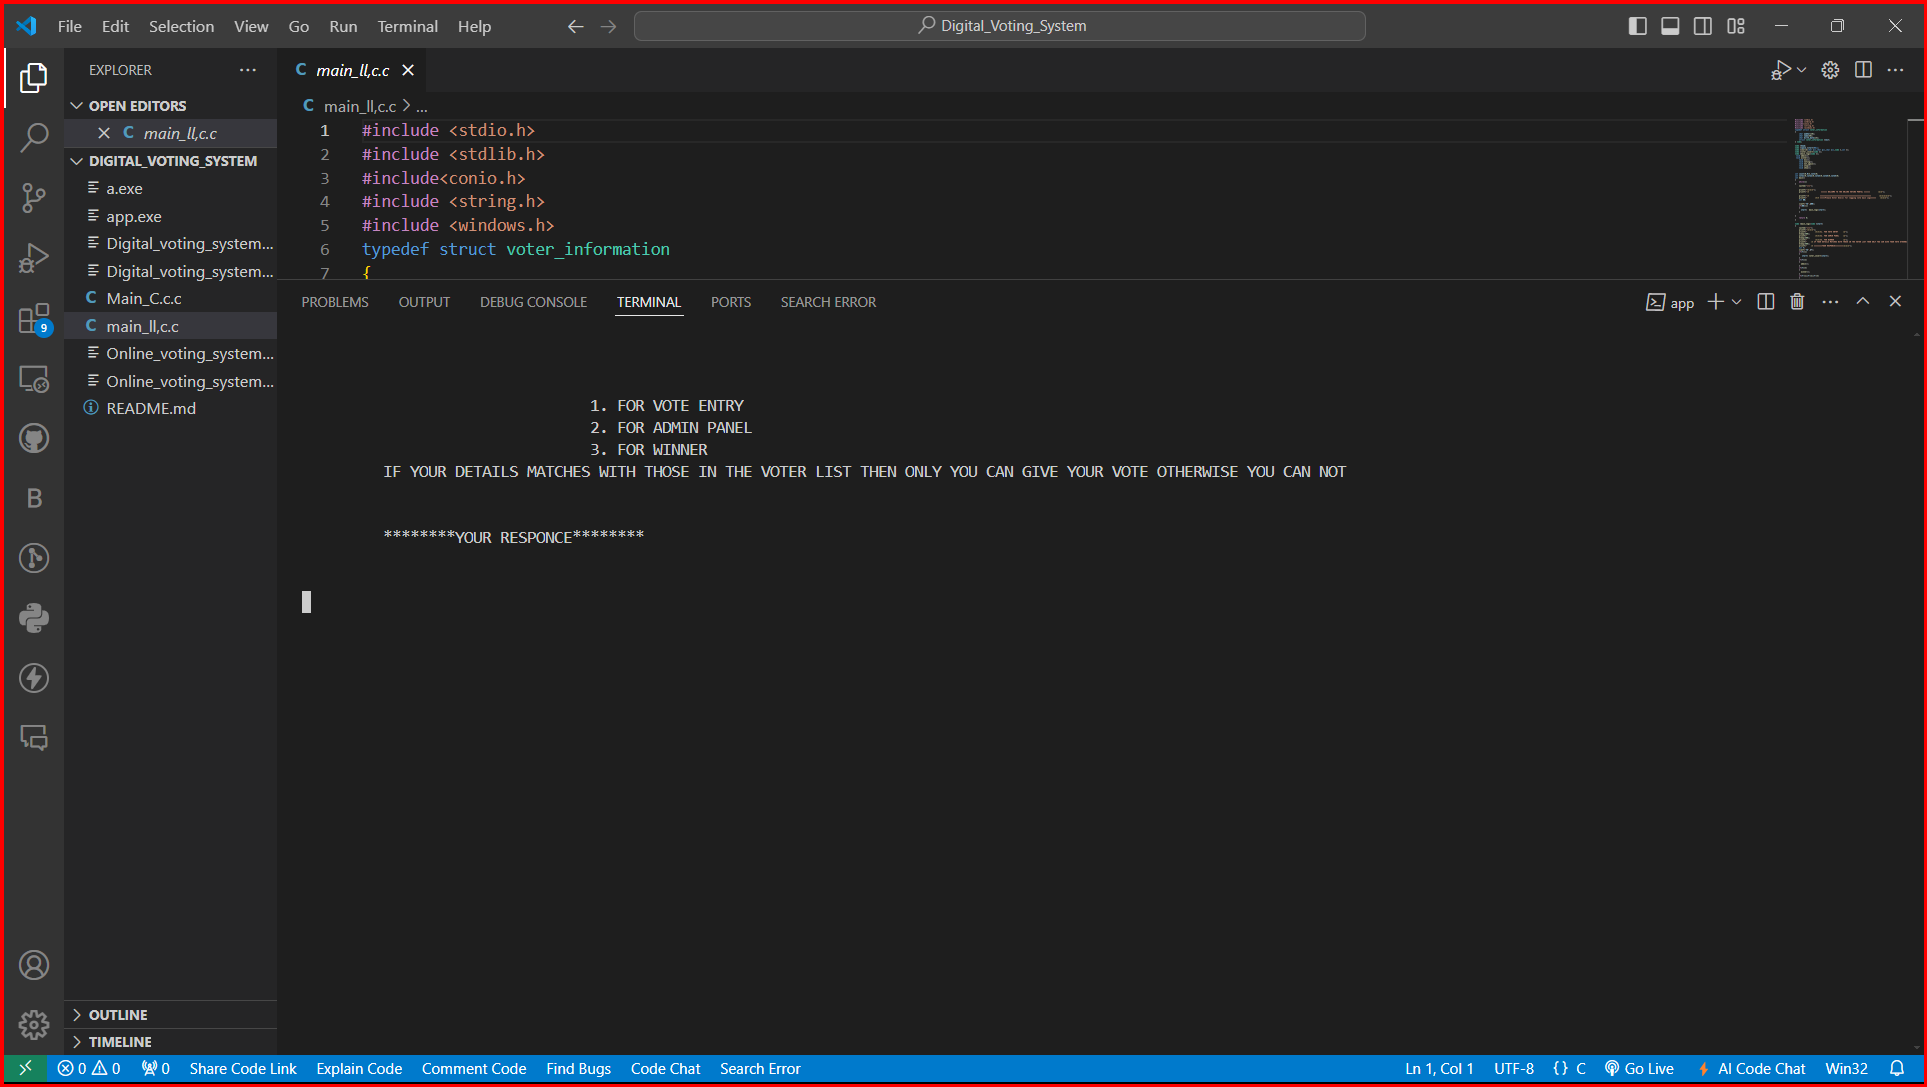 File Edit Selection View Go Run Terminal Help
Digital_Voting_System
EXPLORER
OPEN EDITORS
C main_ll,c.c
DIGITAL_VOTING_SYSTEM
a.exe
app.exe
Digital_voting_system...
Digital_voting_system...
C Main_C.c.c
C main_ll,c.c
Online_voting_system...
Online_voting_system...
README.md
OUTLINE
TIMELINE
9
B
C main_ll,c.c
C main_ll,c.c > ...
1 #include <stdio.h>
2 #include <stdlib.h>
3 #include<conio.h>
4 #include <string.h>
5 #include <windows.h>
6 typedef struct voter_information
7 {
PROBLEMS OUTPUT DEBUG CONSOLE TERMINAL PORTS SEARCH ERROR
app
1. FOR VOTE ENTRY
2. FOR ADMIN PANEL
3. FOR WINNER
IF YOUR DETAILS MATCHES WITH THOSE IN THE VOTER LIST THEN ONLY YOU CAN GIVE YOUR VOTE OTHERWISE YOU CAN NOT
********YOUR RESPONCE********
0 0 0 Share Code Link Explain Code Comment Code Find Bugs Code Chat Search Error
Ln 1, Col 1 UTF-8 {} C Go Live AI Code Chat Win32